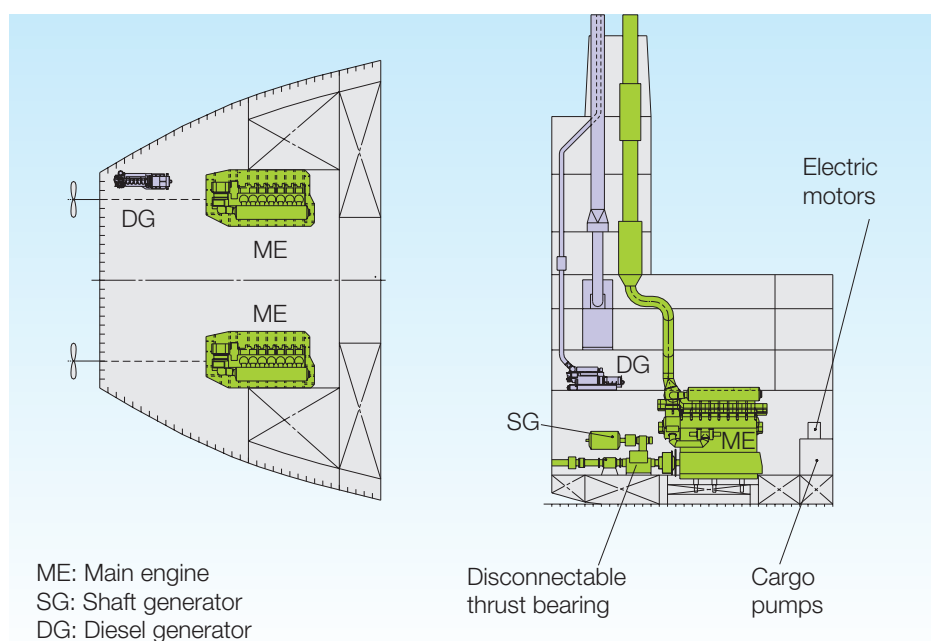 DG
ME
ME
Electric
motors
DG
SG
ME
ME: Main engine
SG: Shaft generator
DG: Diesel generator
Disconnectable
thrust bearing
Cargo
pumps